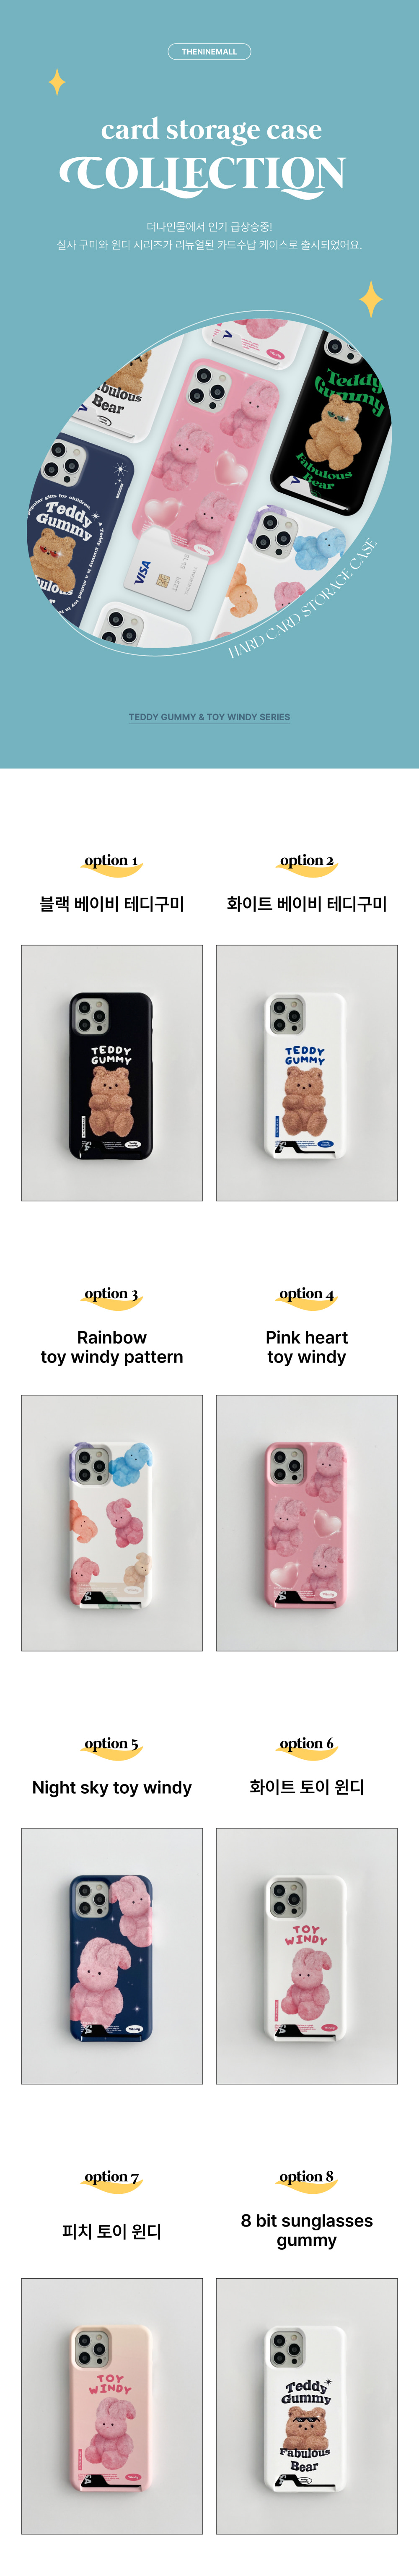 THENINEMALL
card storage case
COLLECTION
더나인몰에서 인기 급상승중!
실사 구미와 윈디 시리즈가 리뉴얼된 카드수납 케이스로 출시되었어요.
Fabulous
Bear
Teddy
Gummy
Fabulous
Bear
Teddy
Gummy
VISA
HARD CARD STORAGE CASE
TEDDY GUMMY & TOY WINDY SERIES
option 1
블랙 베이비 테디구미
option 2
화이트 베이비 테디구미
TEDDY
GUMMY
TEDDY
GUMMY
option 3
Rainbow
toy windy pattern
option 4
Pink heart
toy windy
option 5
Night sky toy windy
option 6
화이트 토이 윈디
TOY
WINDY
option 7
피치 토이 윈디
option 8
8 bit sunglasses
gummy
TOY
WINDY
Teddy
Gummy
Fabulous
Bear